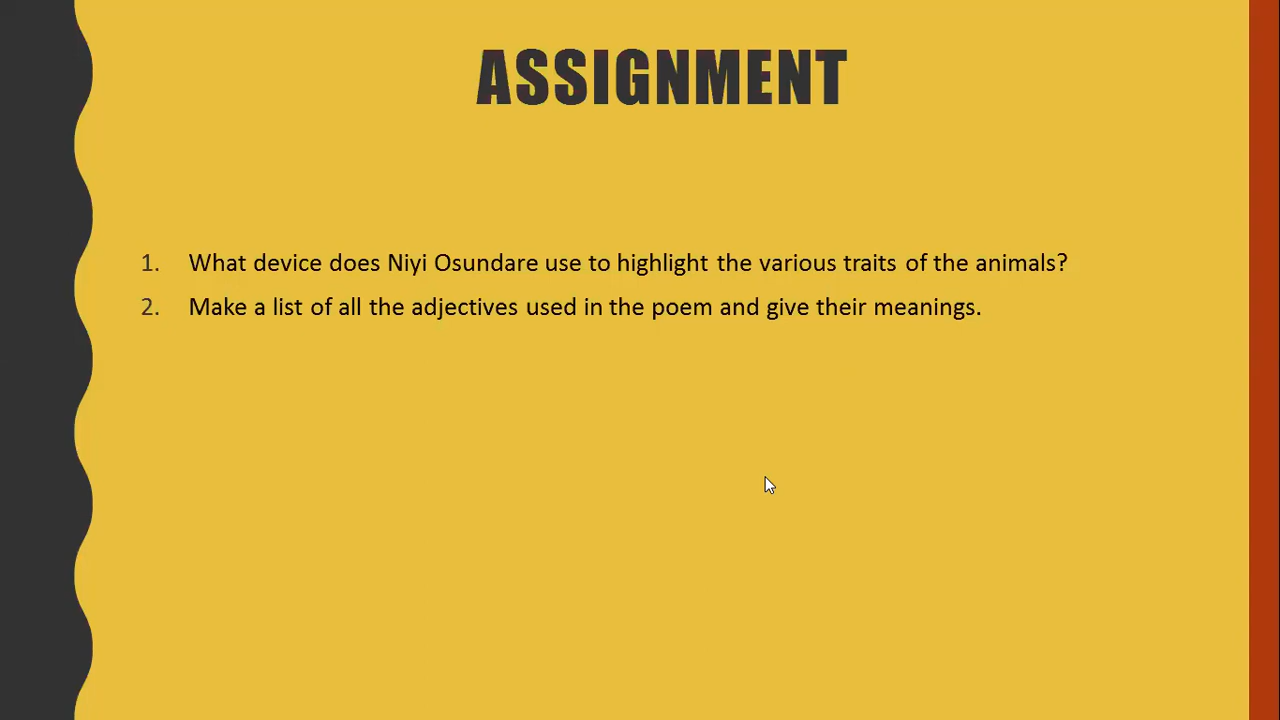 ASSIGNMENT
1. What device does Niyi Osundare use to highlight the various traits of the animals?
2. Make a list of all the adjectives used in the poem and give their meanings.